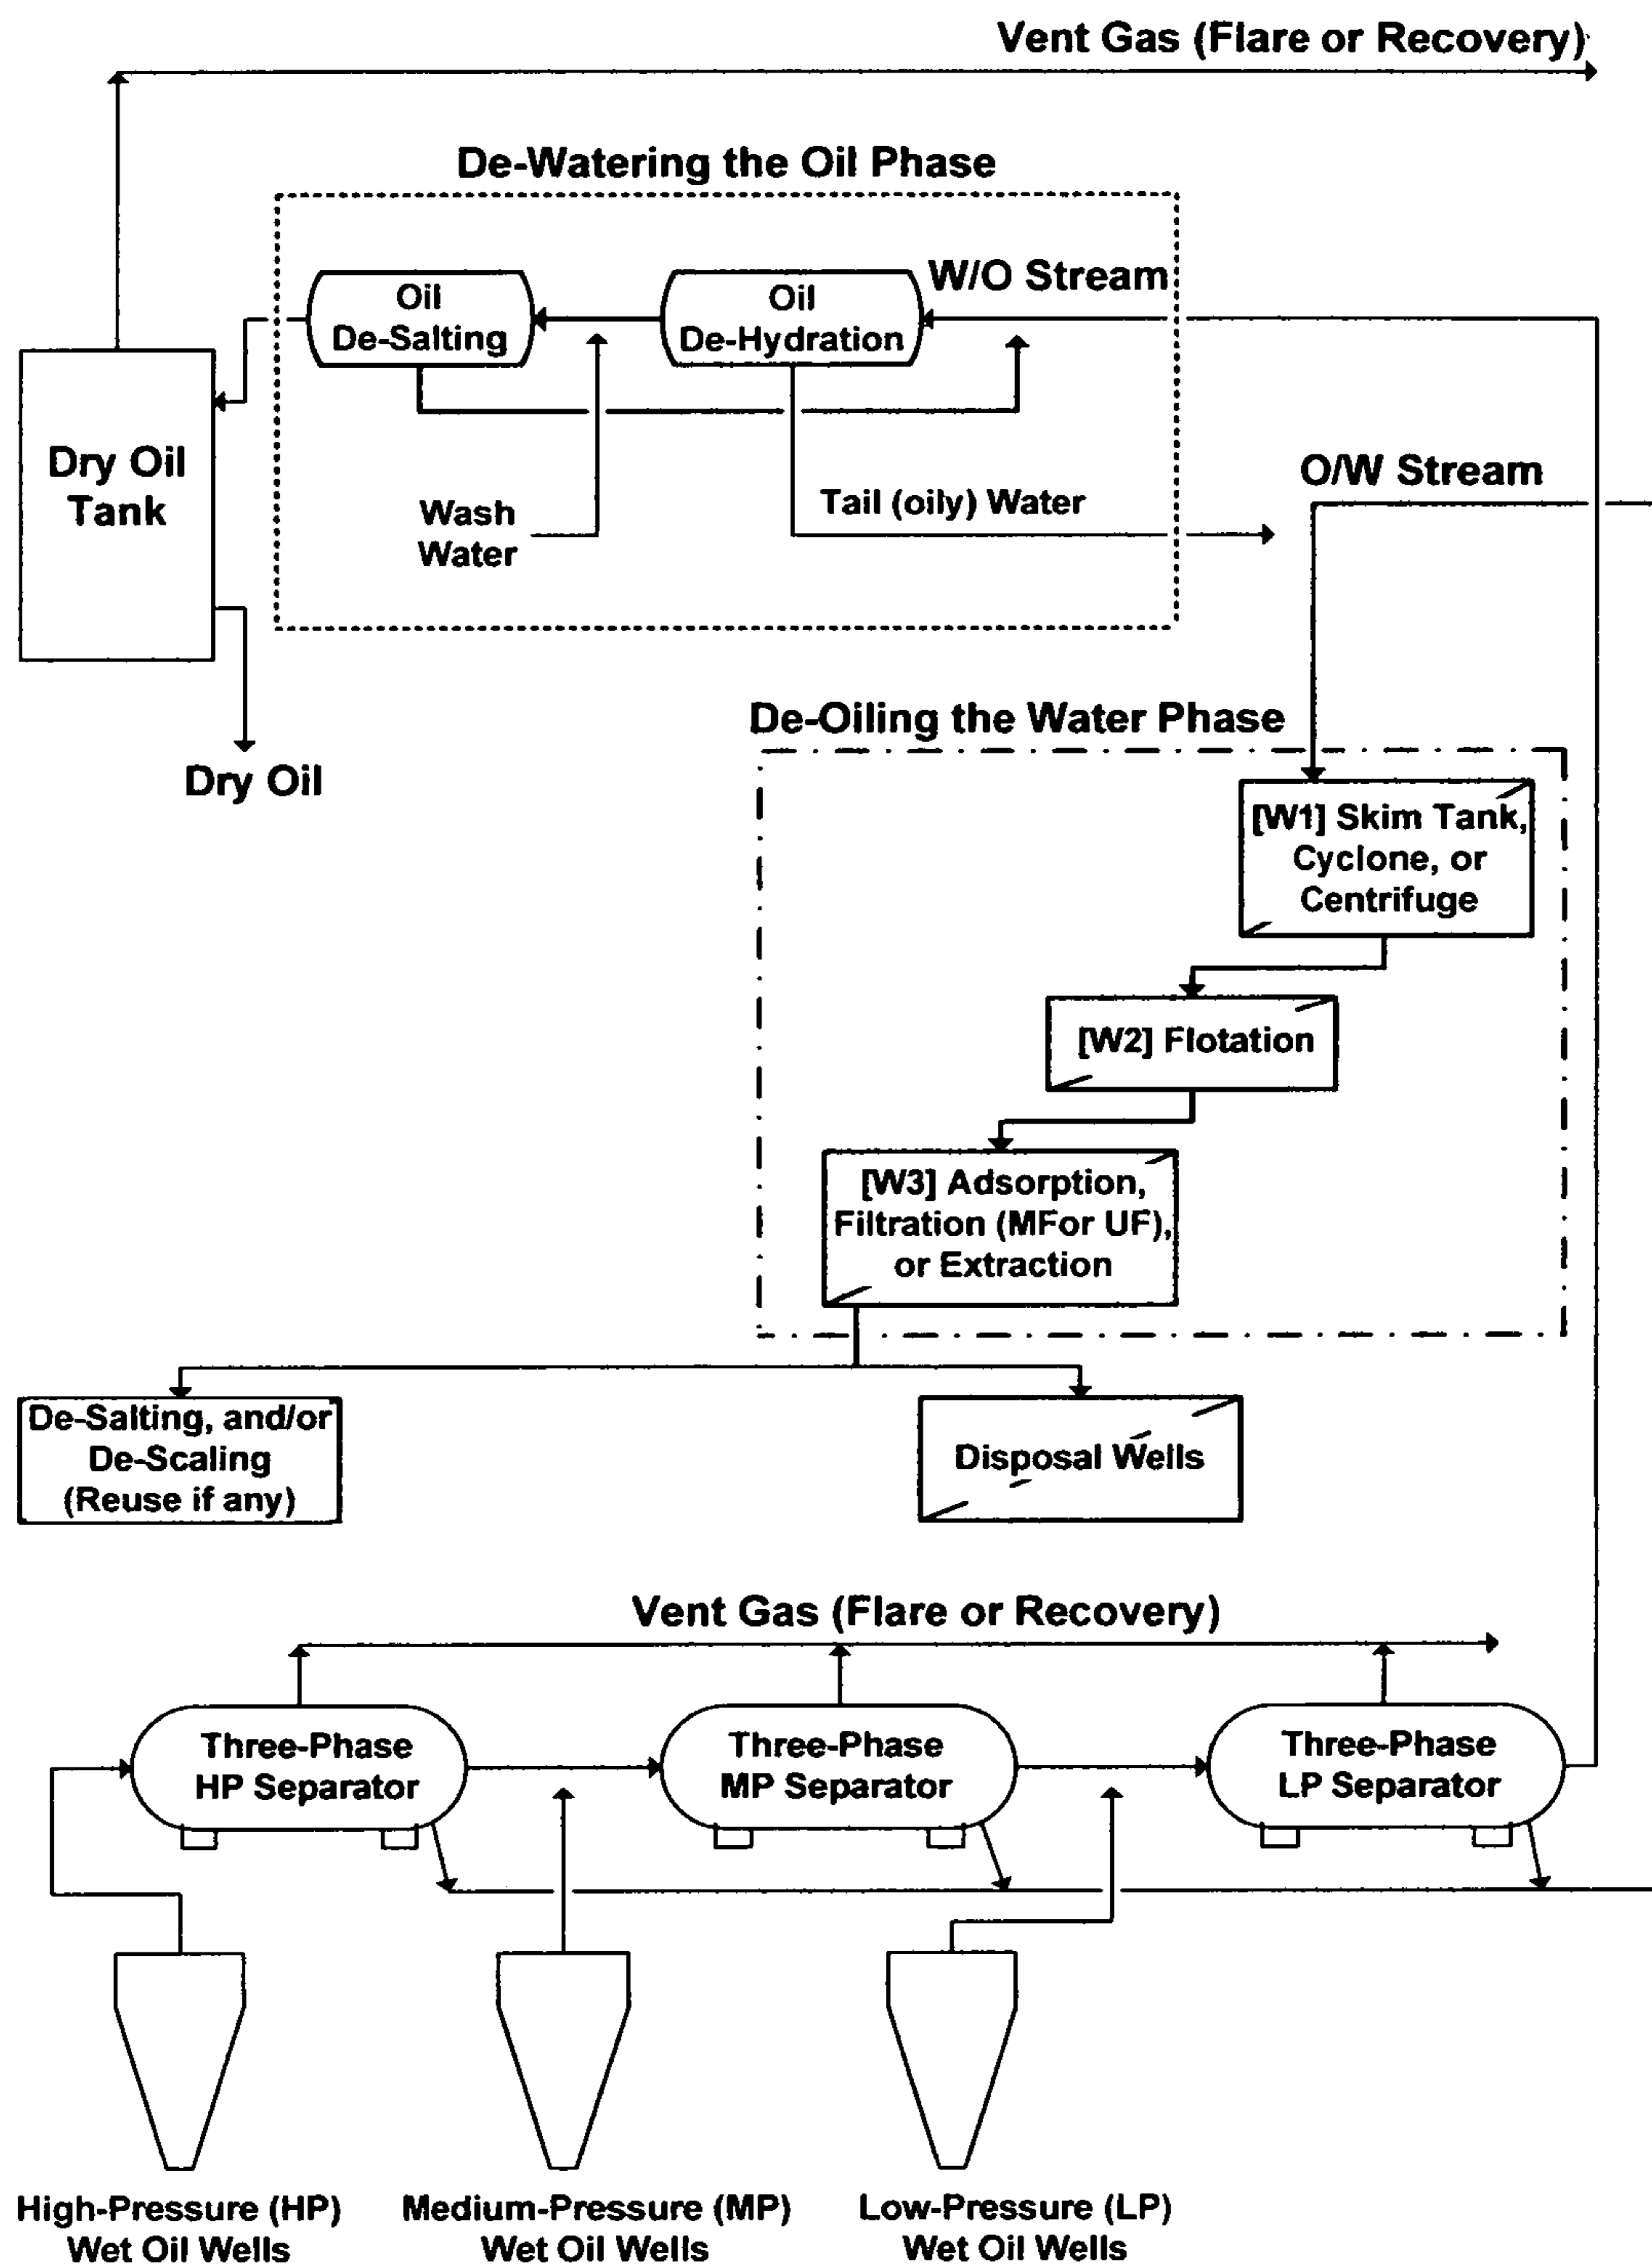 Vent Gas (Flare or Recovery)
De-Watering the Oil Phase
W/O Stream
Oil
De-Salting
Oil
De-Hydration
Dry Oil
Tank
O/W Stream
Wash
Water
Tail (oily) Water
De-Oiling the Water Phase
Dry Oil
[W1] Skim Tank,
Cyclone, or
Centrifuge
[W2] Flotation
[W3] Adsorption,
Filtration (MFor UF),
or Extraction
De-Salting, and/or
De-Scaling
(Reuse if any)
Disposal Wells
Vent Gas (Flare or Recovery)
Three-Phase
HP Separator
Three-Phase
MP Separator
Three-Phase
LP Separator
High-Pressure (HP)
Wet Oil Wells
Medium-Pressure (MP)
Wet Oil Wells
Low-Pressure (LP)
Wet Oil Wells